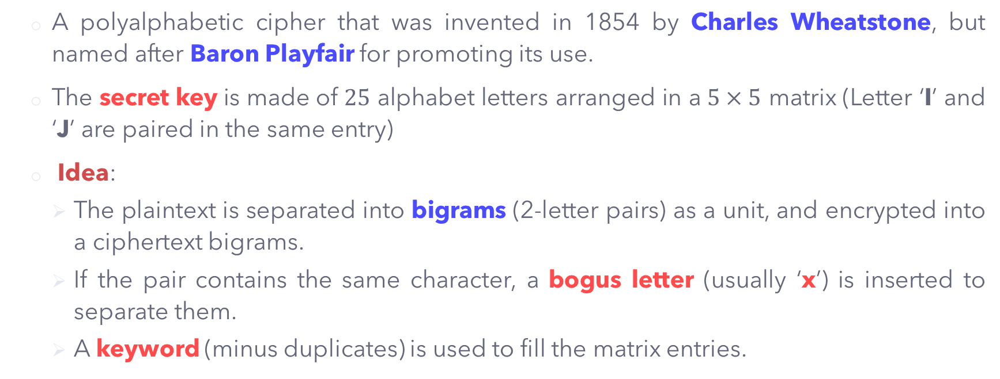 A polyalphabetic cipher that was invented in 1854 by Charles Wheatstone, but
named after Baron Playfair for promoting its use.
The secret key is made of 25 alphabet letters arranged in a 5 × 5 matrix (Letter ‘I’ and
‘J’ are paired in the same entry)
Idea:
The plaintext is separated into bigrams (2-letter pairs) as a unit, and encrypted into
a ciphertext bigrams.
If the pair contains the same character, a bogus letter (usually ‘x’) is inserted to
separate them.
A keyword (minus duplicates) is used to fill the matrix entries.